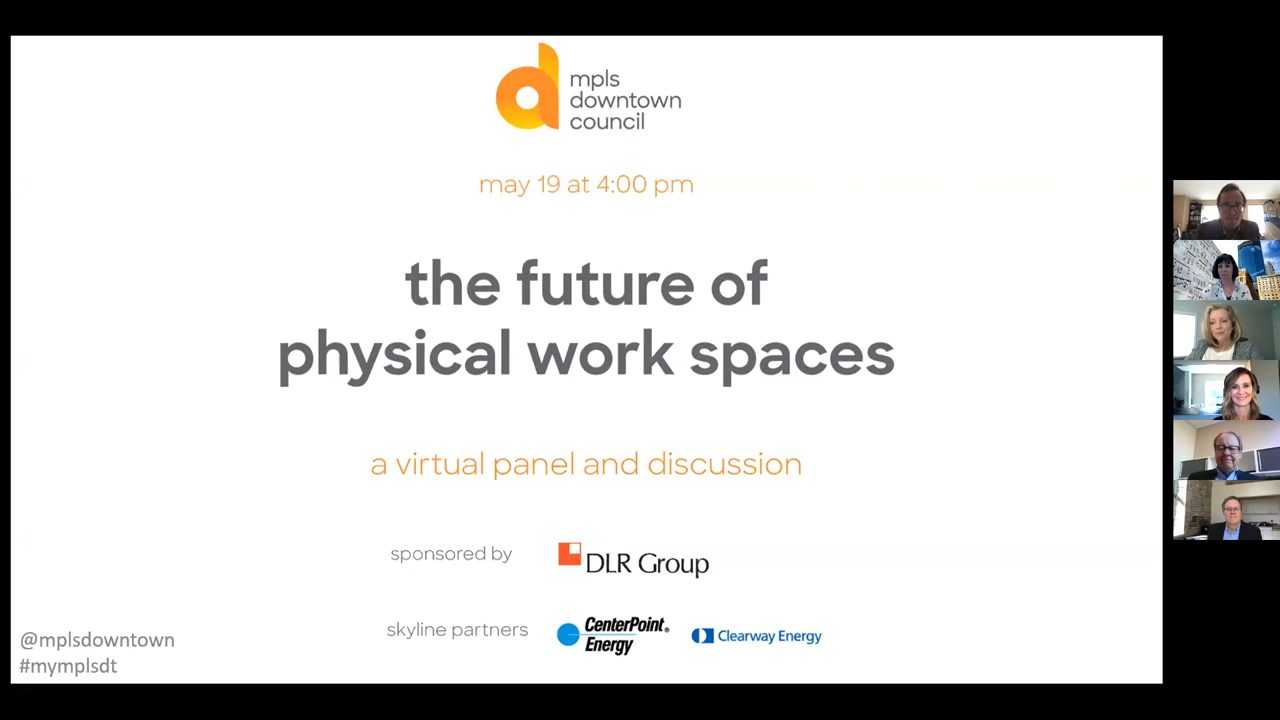 mpls
downtown
council
may 19 at 4:00 pm
the future of
physical work spaces
a virtual panel and discussion
sponsored by
DLR Group
skyline partners
CenterPoint®
Energy
Clearway Energy
@mplsdowntown
#mymplsdt